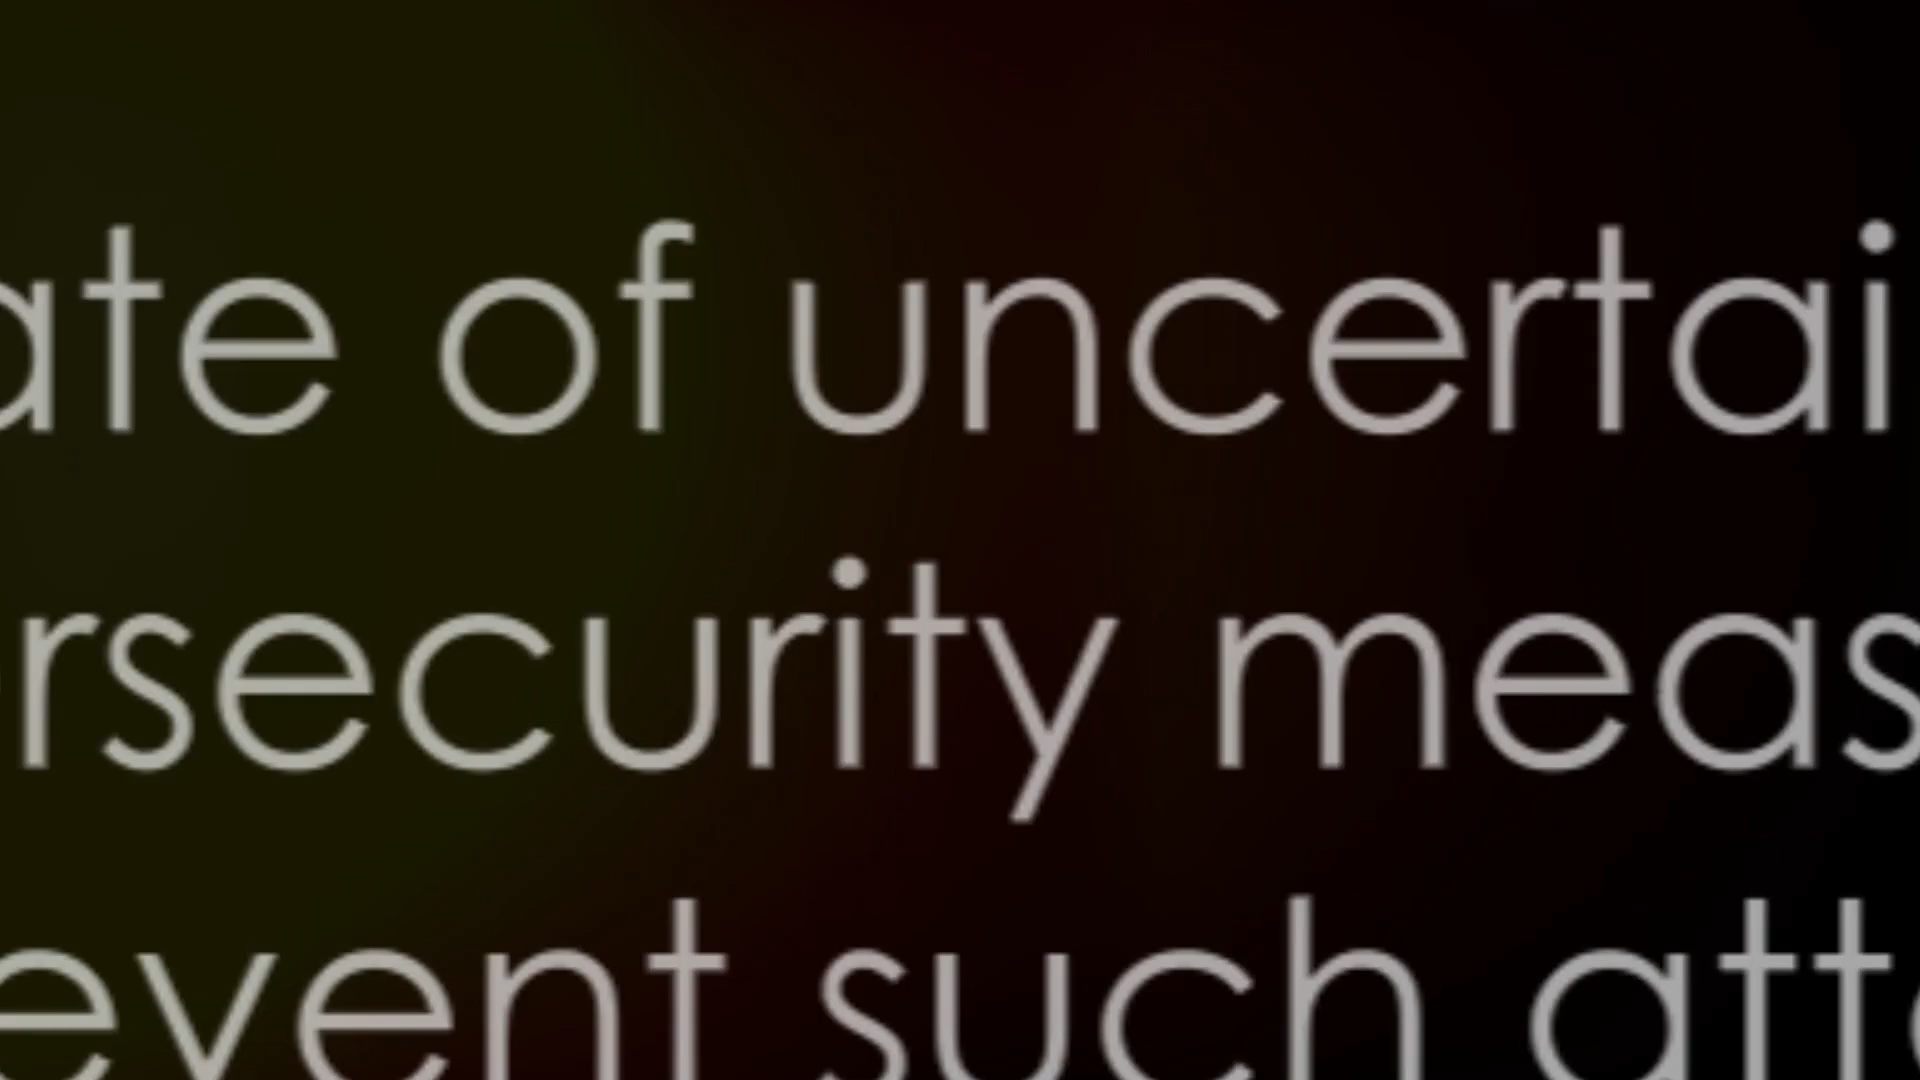 ate of uncertai
rsecurity meas
event such att